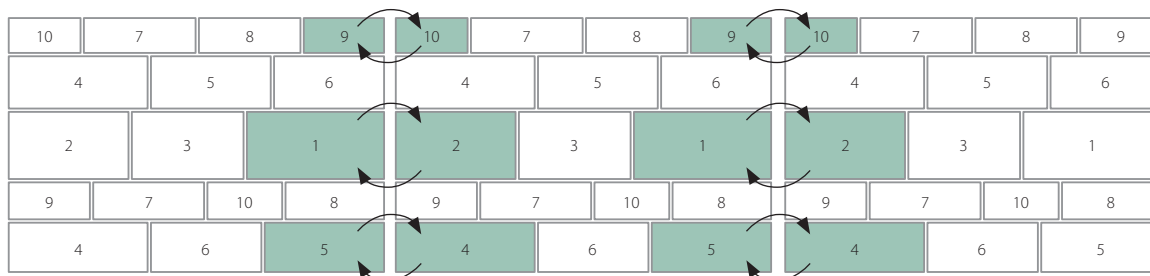 10 7 8 9 10 7 8 9 10 7 8 9
4 5 6 4 5 6 4 5 6
2 3 1 2 3 1 2 3 1
9 7 10 8 9 7 10 8 9 7 10 8
4 6 5 4 6 5 4 6 5